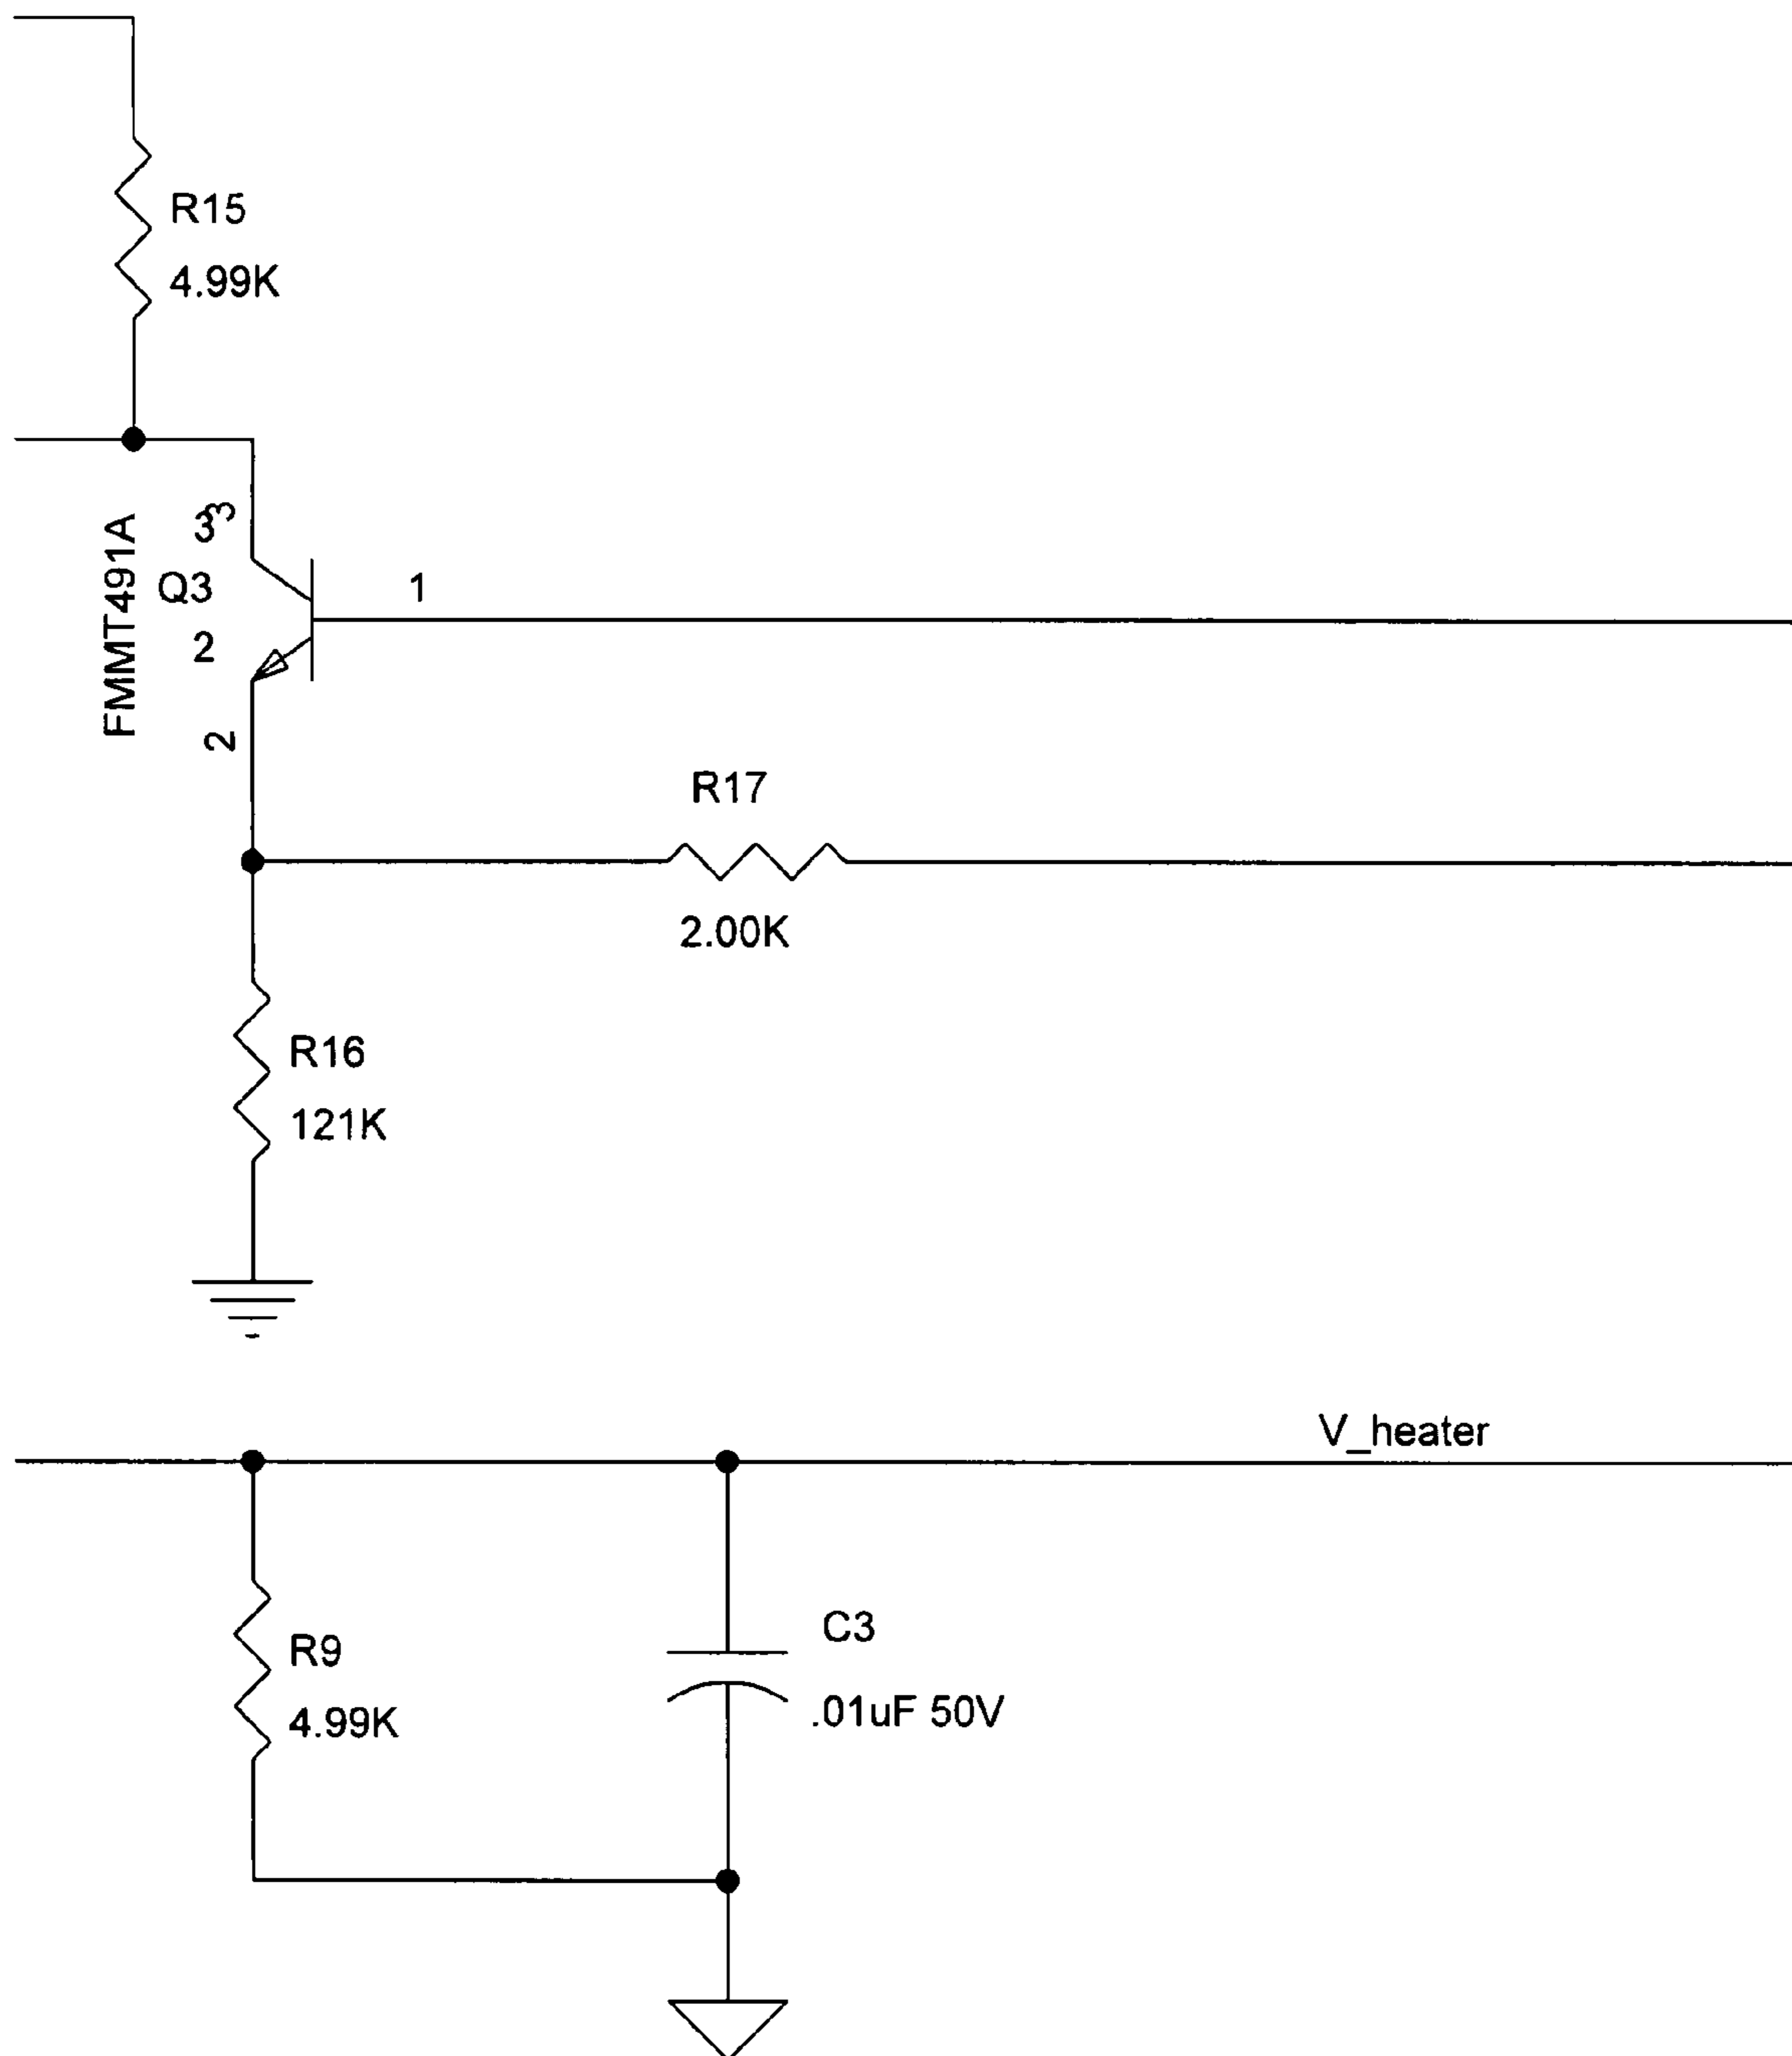 R15
4.99K
3
3
FMMT491A
Q3
1
2
2
R17
2.00K
R16
121K
V_heater
C3
R9
.01uF 50V
4.99K